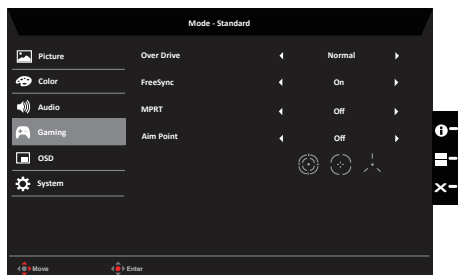 Mode - Standard
Picture
Over Drive Normal
Color
FreeSync On
Audio
MPRT Off
Gaming
Aim Point Off
OSD
System
Move Enter